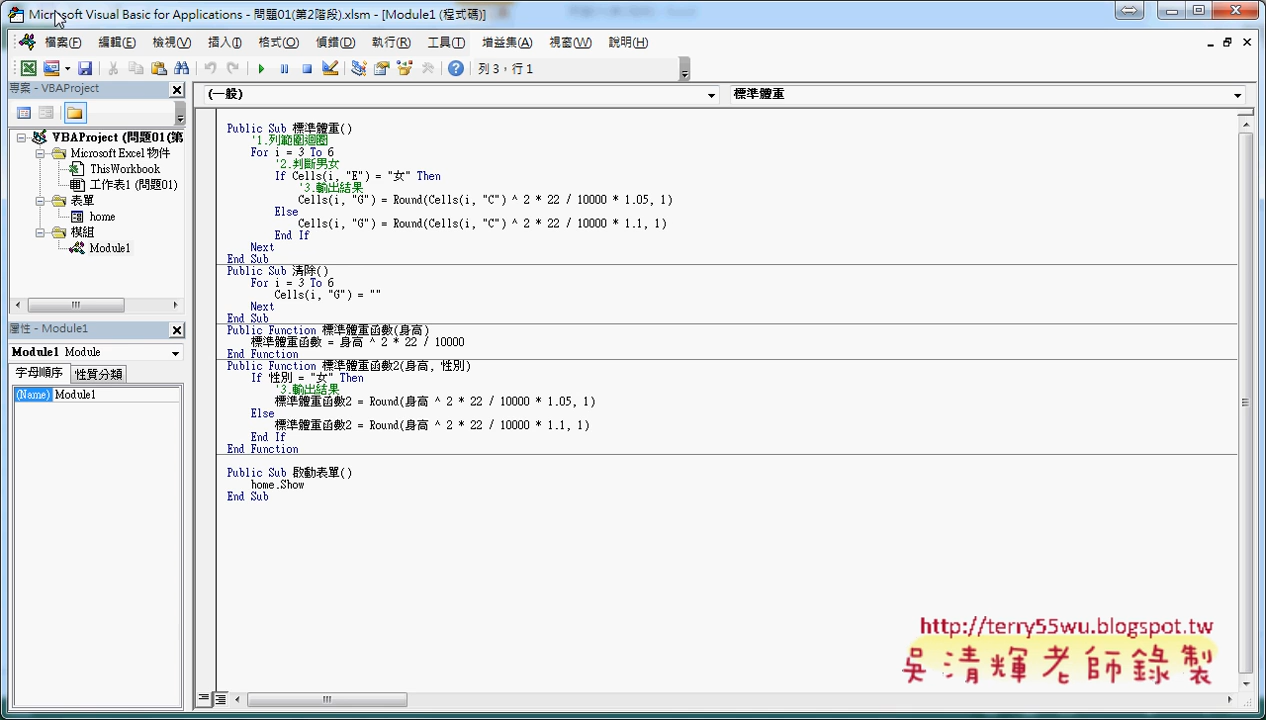 Microsoft Visual Basic for Applications - 問題01(第2階段).xlsm - [Module1 (程式碼)]
檔案(F) 編輯(E) 檢視(V) 插入(I) 格式(O) 偵錯(D) 執行(R) 工具(T) 增益集(A) 視窗(W) 說明(H)
列 3，行 1
專案 - VBAProject
(一般)
標準體重
VBAProject (問題01(第
Microsoft Excel 物件
ThisWorkbook
工作表1 (問題01)
表單
home
模組
Module1
屬性 - Module1
Module1 Module
字母順序 性質分類
(Name) Module1
Public Sub 標準體重()
'1.列範圍迴圈
For i = 3 To 6
'2.判斷男女
If Cells(i, "E") = "女" Then
'3.輸出結果
Cells(i, "G") = Round(Cells(i, "C") ^ 2 * 22 / 10000 * 1.05, 1)
Else
Cells(i, "G") = Round(Cells(i, "C") ^ 2 * 22 / 10000 * 1.1, 1)
End If
Next
End Sub
Public Sub 清除()
For i = 3 To 6
Cells(i, "G") = ""
Next
End Sub
Public Function 標準體重函數(身高)
標準體重函數 = 身高 ^ 2 * 22 / 10000
End Function
Public Function 標準體重函數2(身高, 性別)
If 性別 = "女" Then
'3.輸出結果
標準體重函數2 = Round(身高 ^ 2 * 22 / 10000 * 1.05, 1)
Else
標準體重函數2 = Round(身高 ^ 2 * 22 / 10000 * 1.1, 1)
End If
End Function
Public Sub 啟動表單()
home.Show
End Sub
http://terry55wu.blogspot.tw
吳清輝老師錄製